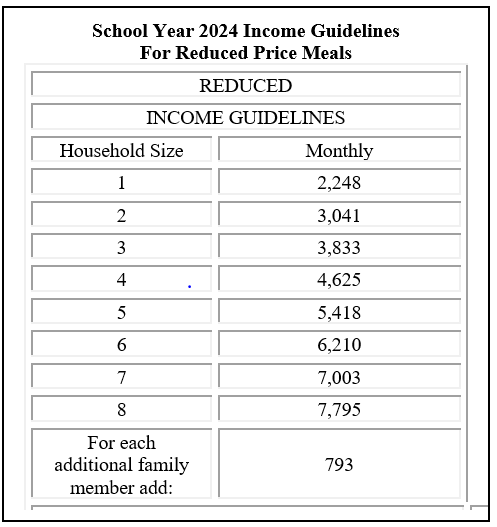 School Year 2024 Income Guidelines
For Reduced Price Meals
REDUCED
INCOME GUIDELINES
Household Size Monthly
1 2,248
2 3,041
3 3,833
4 4,625
5 5,418
6 6,210
7 7,003
8 7,795
For each
additional family 793
member add: